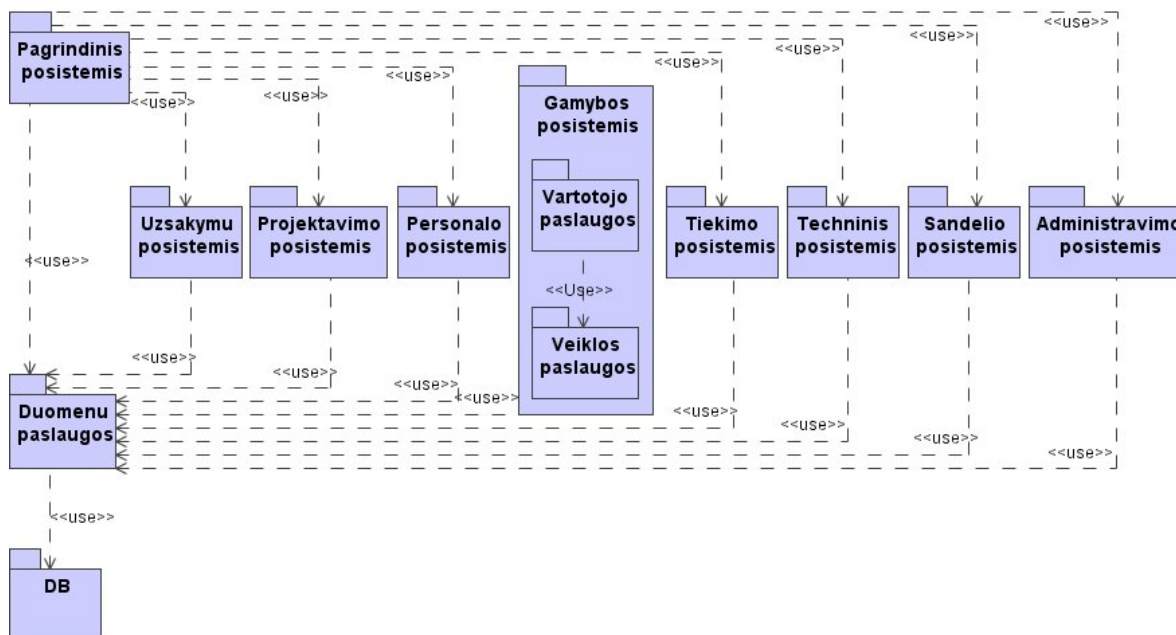 <<use>>
<<use>>
Pagrindinis
posistemis
<<use>>
<<use>>
<<use>>
<<use>>
<<use>>
Gamybos
posistemis
Vartotojo
paslaugos
Uzsakymu
posistemis
Projektavimo
posistemis
Personalo
posistemis
Tiekimo
posistemis
Techninis
posistemis
Sandelio
posistemis
Administravimo
posistemis
<<use>>
<<Use>>
Veiklos
paslaugos
<<use>>
<<use>>
<<use>>
<<use>>
Duomenu
paslaugos
<<use>>
<<use>>
<<use>>
<<use>>
<<use>>
DB